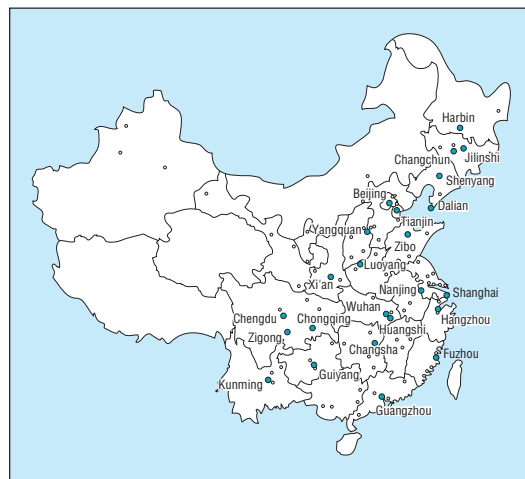 Harbin
Changchun
Jilinshi
Shenyang
Beijing
Dalian
Tianjin
Yangquan
Zibo
Luoyang
Xi'an
Nanjing
Shanghai
Wuhan
Hangzhou
Chengdu
Chongqing
Huangshi
Zigong
Changsha
Fuzhou
Guiyang
Kunming
Guangzhou